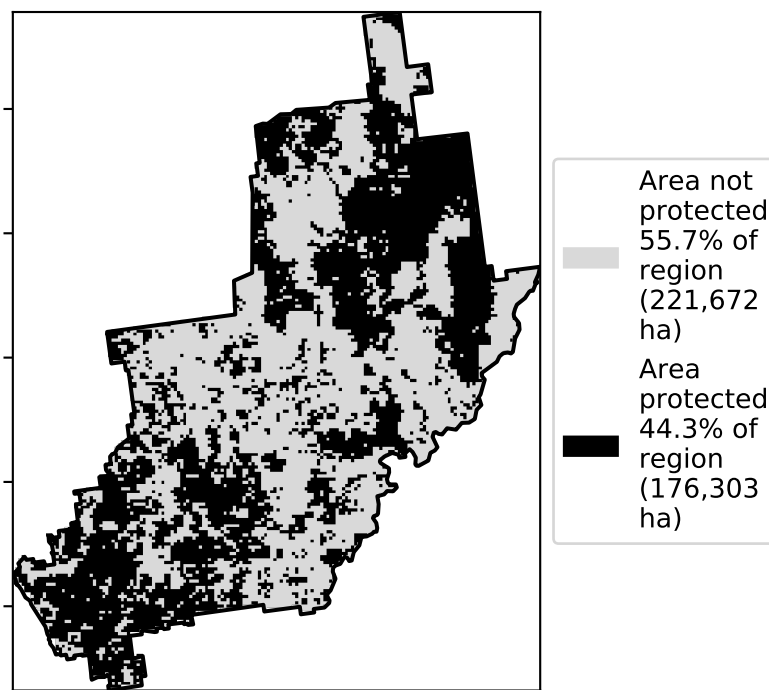 Area not
protected
55.7% of
region
(221,672
ha)
Area
protected
44.3% of
region
(176,303
ha)